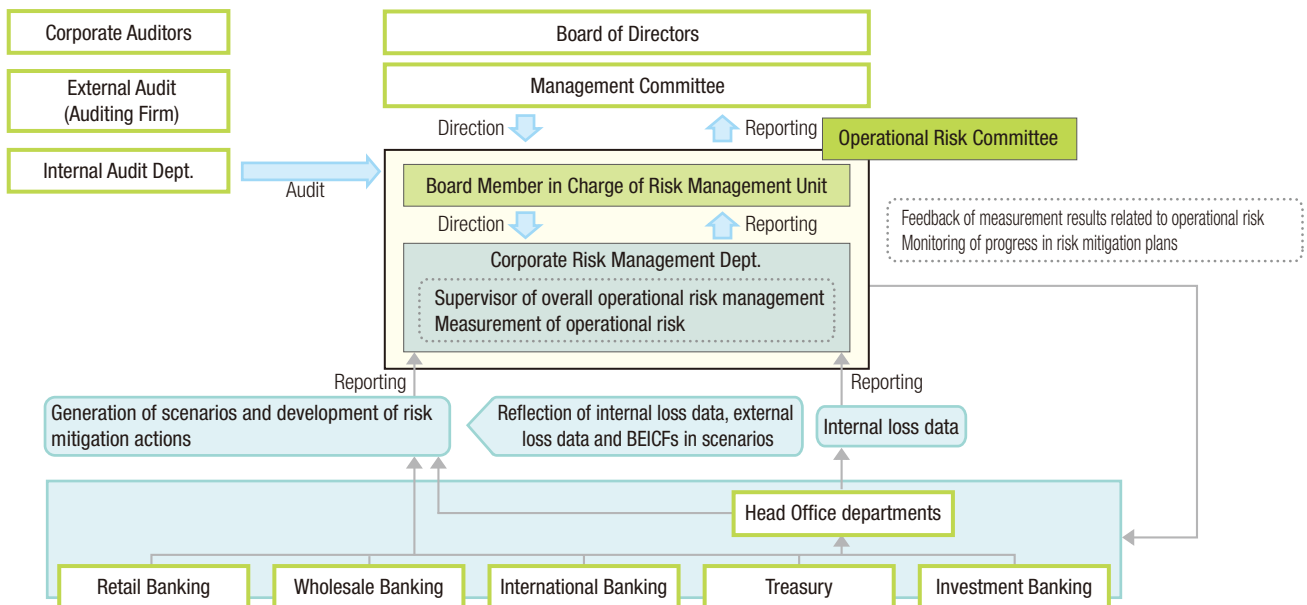 Corporate Auditors
Board of Directors
External Audit
(Auditing Firm)
Management Committee
Direction
Reporting
Operational Risk Committee
Internal Audit Dept.
Audit
Board Member in Charge of Risk Management Unit
Direction
Reporting
Feedback of measurement results related to operational risk
Monitoring of progress in risk mitigation plans
Corporate Risk Management Dept.
Supervisor of overall operational risk management
Measurement of operational risk
Reporting
Reporting
Generation of scenarios and development of risk
mitigation actions
Reflection of internal loss data, external
loss data and BEICFs in scenarios
Internal loss data
Head Office departments
Retail Banking
Wholesale Banking
International Banking
Treasury
Investment Banking